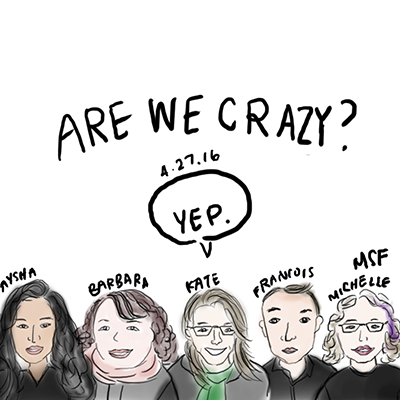 ARE WE CRAZY?
4.27.16
YEP.
AYSHA
BARBARA
KATE
FRANCOIS
MSF
MICHELLE